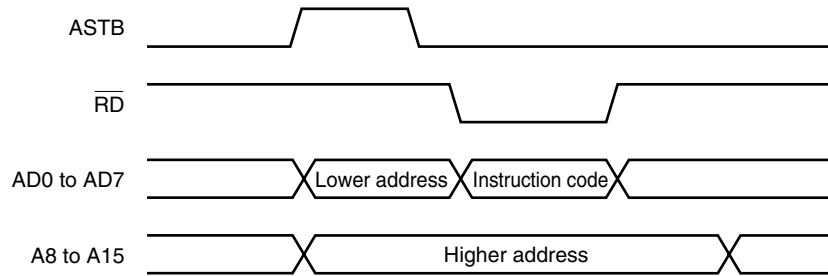 ASTB
RD
AD0 to AD7 Lower address Instruction code
A8 to A15 Higher address